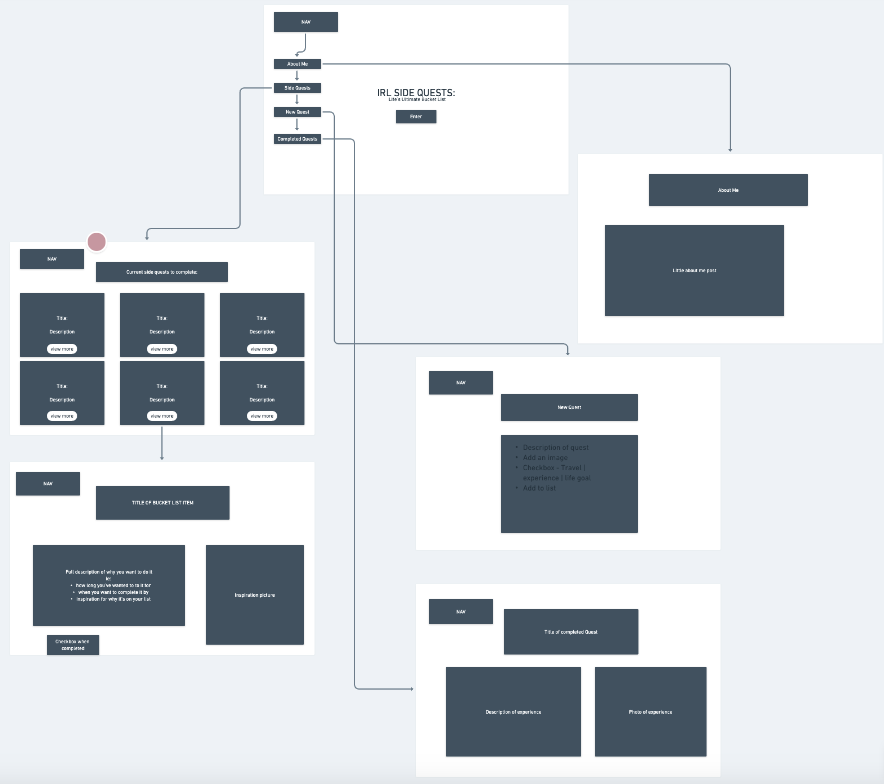 NAV
About Me
Side Quests
New Quest
Completed Quests
IRL SIDE QUESTS:
Life's Ultimate Bucket List
Enter
About Me
Little about me post
NAV
Current side quests to complete:
Title:
Description
view more
Title:
Description
view more
Title:
Description
view more
Title:
Description
view more
Title:
Description
view more
Title:
Description
view more
NAV
TITLE OF BUCKET LIST ITEM
Full description of why you want to do it
ie:
• how long you've wanted to do it for
• when you want to complete it by
• inspiration for why it's on your list
Inspiration picture
Checkbox when
completed
NAV
New Quest
• Description of quest
• Add an image
• Checkbox - Travel |
experience | life goal
• Add to list
NAV
Title of completed Quest
Description of experience
Photo of experience